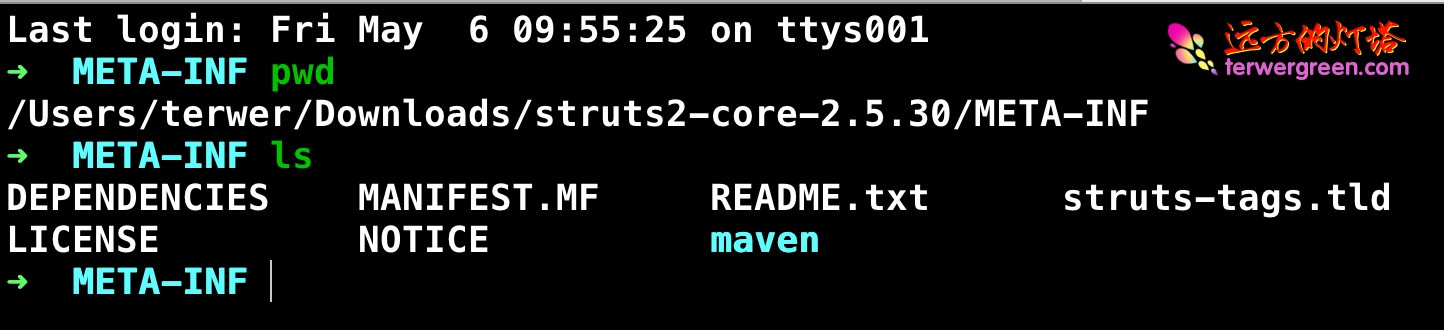 Last login: Fri May  6 09:55:25 on ttys001
→  META-INF pwd
/Users/terwer/Downloads/struts2-core-2.5.30/META-INF
→  META-INF ls
DEPENDENCIES    MANIFEST.MF     README.txt      struts-tags.tld
LICENSE         NOTICE          maven
→  META-INF
远方的灯塔
terwergreen.com